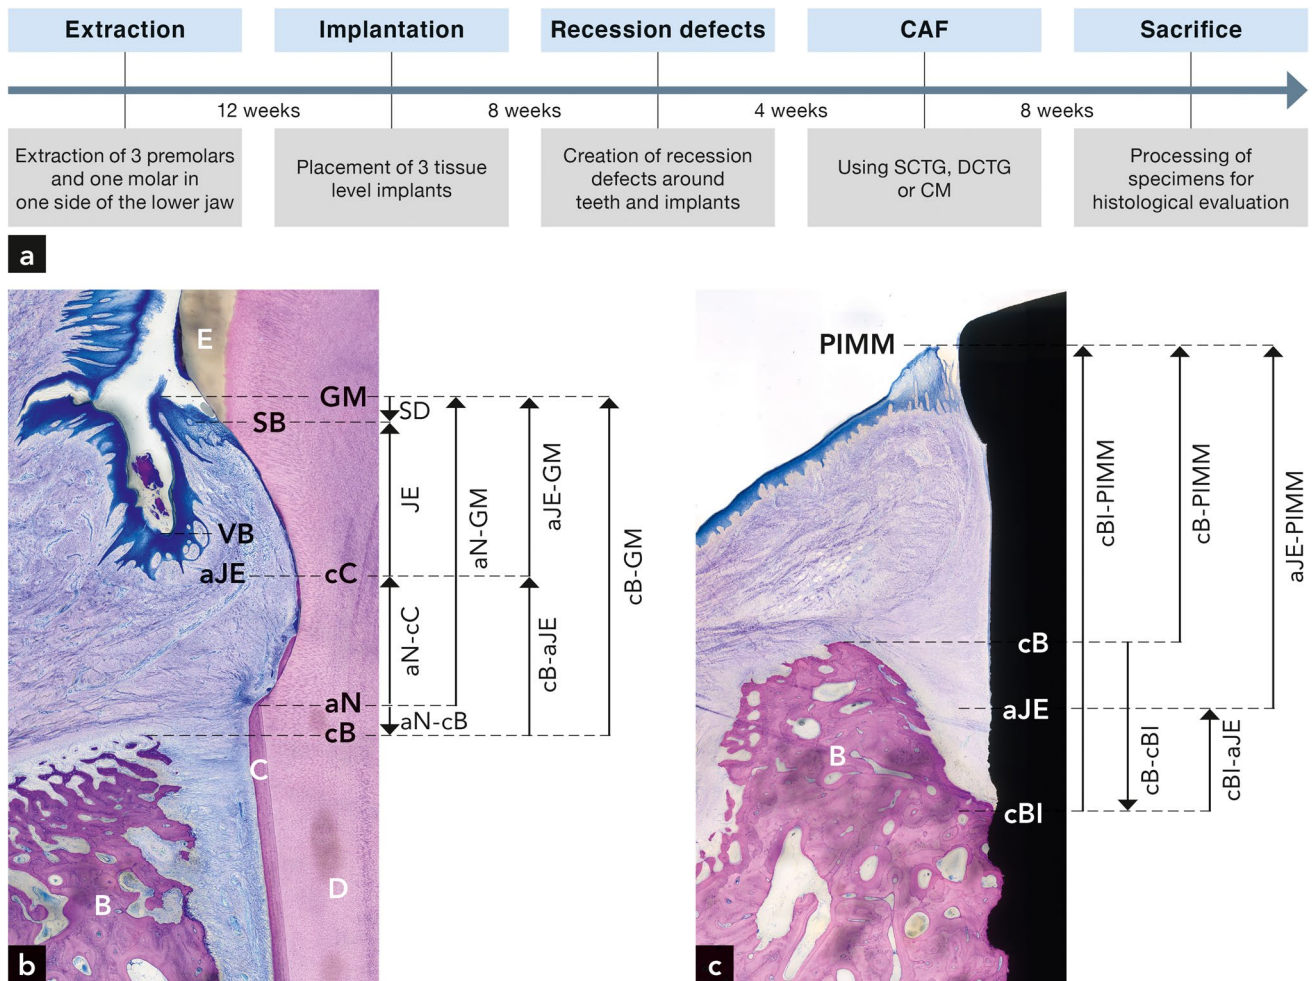 Extraction
Implantation
Recession defects
CAF
Sacrifice
12 weeks
8 weeks
4 weeks
8 weeks
Extraction of 3 premolars
and one molar in
one side of the lower jaw
Placement of 3 tissue
level implants
Creation of recession
defects around
teeth and implants
Using SCTG, DCTG
or CM
Processing of
specimens for
histological evaluation
a
E
GM
SB
VB
aJE
cC
aN
cB
C
D
B
b
SD
JE
aN-cC
aN-cB
aN-GM
aJE-GM
cB-aJE
cB-GM
PIMM
cB
aJE
cBI
B
c
cBI-PIMM
cB-PIMM
aJE-PIMM
cB-cBI
cBI-aJE